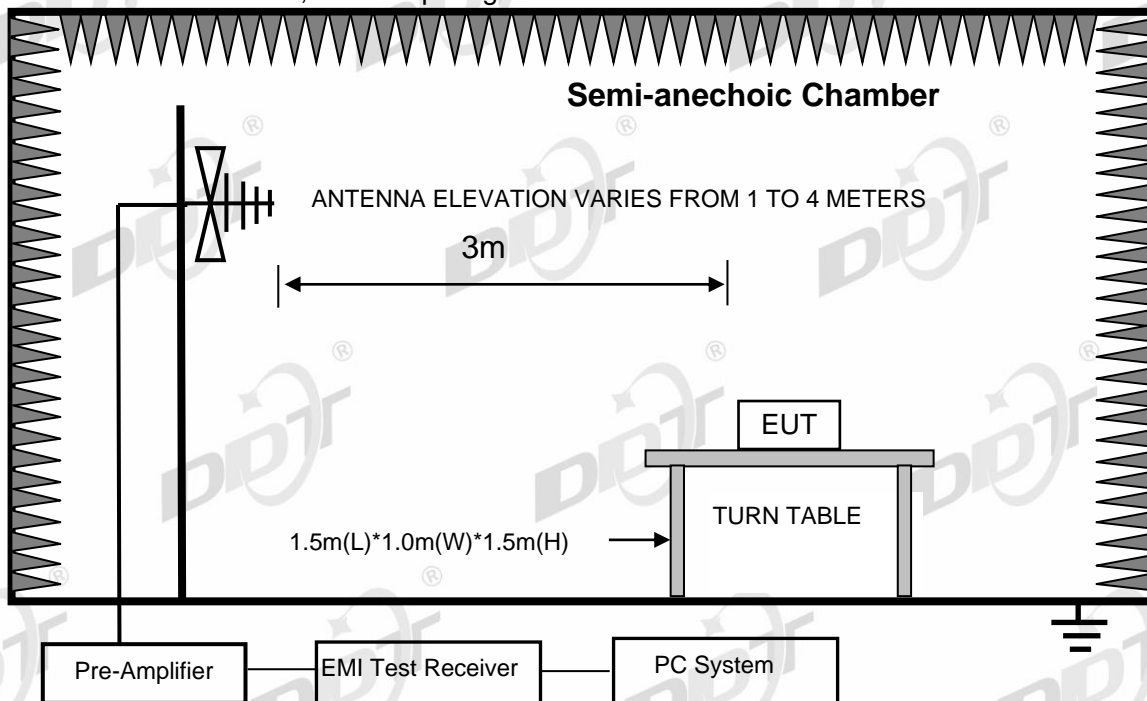 Semi-anechoic Chamber
ANTENNA ELEVATION VARIES FROM 1 TO 4 METERS
3m
EUT
TURN TABLE
1.5m(L)*1.0m(W)*1.5m(H)
Pre-Amplifier
EMI Test Receiver
PC System
DDT
®